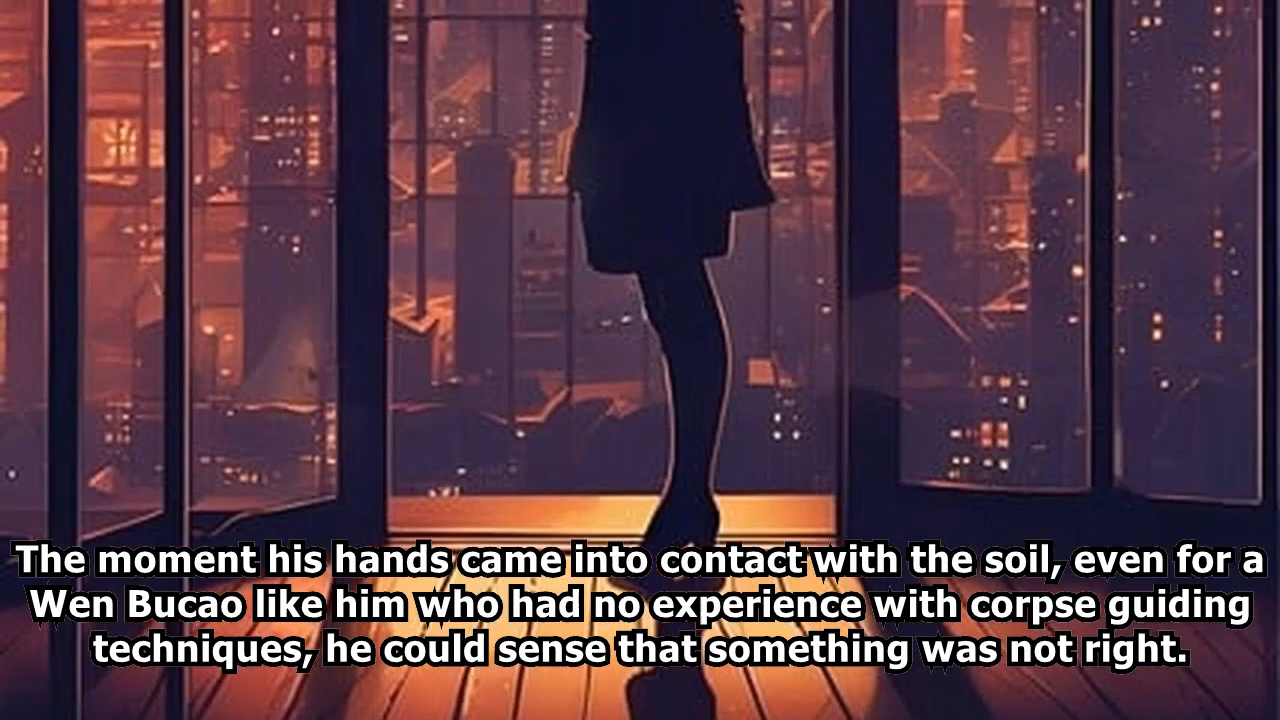 The moment his hands came into contact with the soil, even for a
Wen Bucao like him who had no experience with corpse guiding
techniques, he could sense that something was not right.